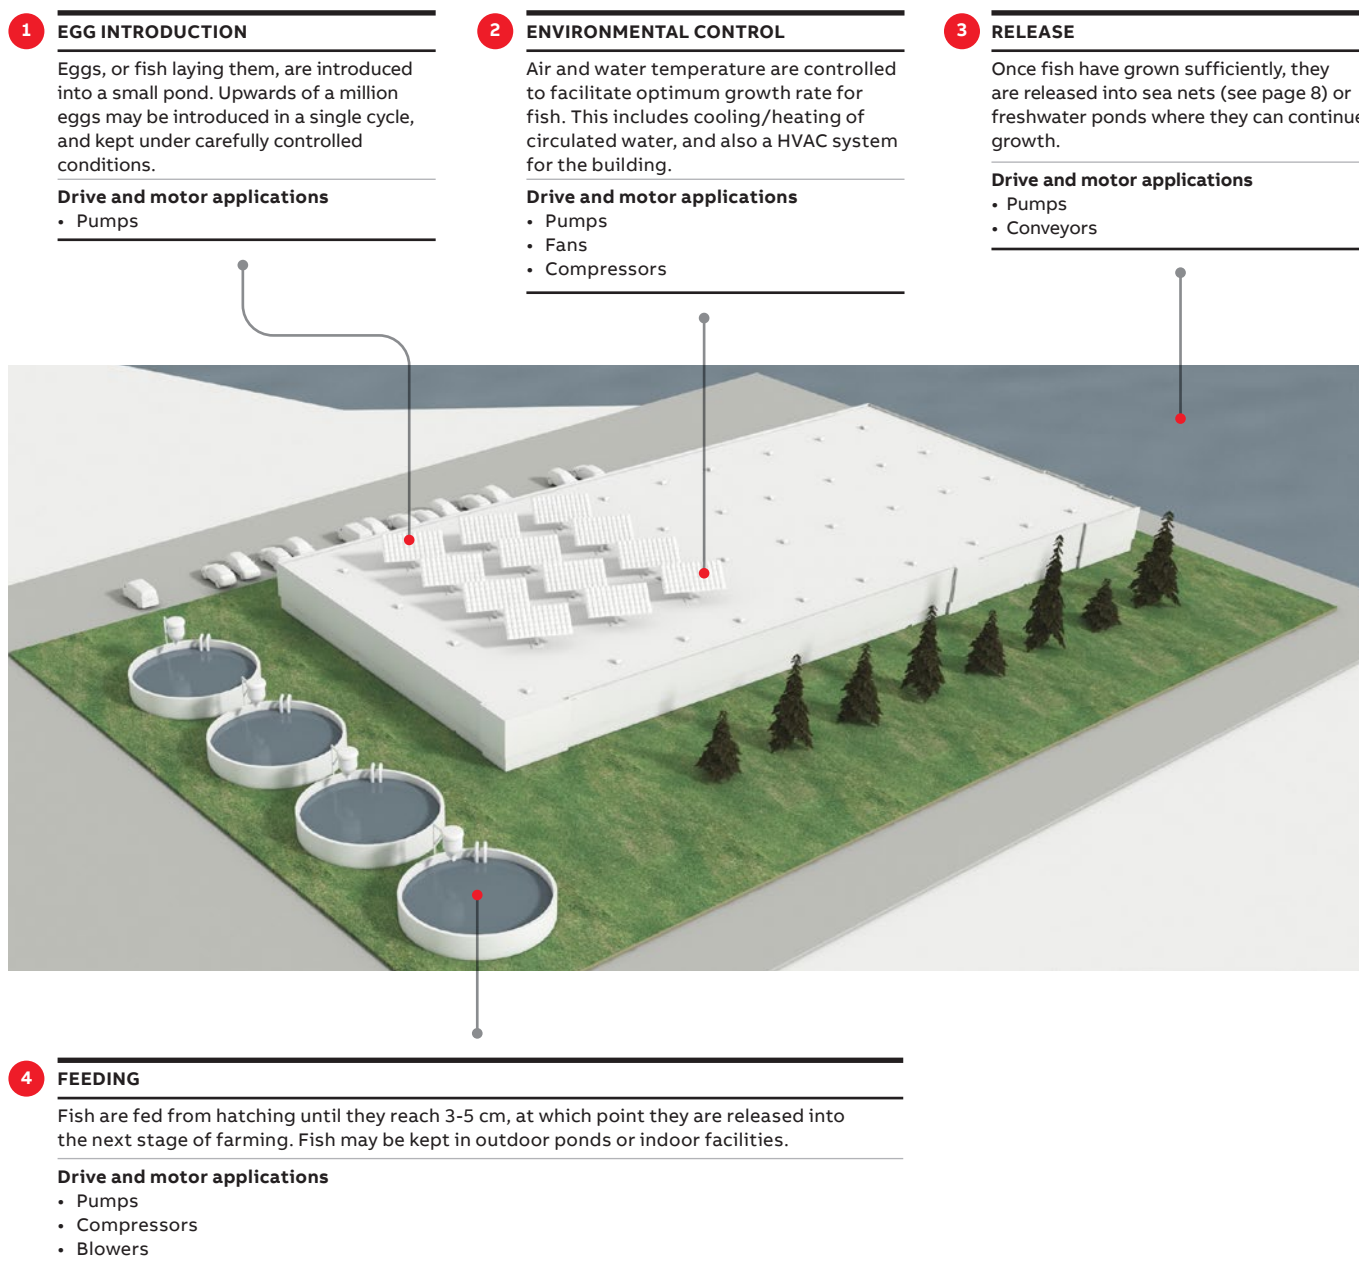 1
EGG INTRODUCTION
Eggs, or fish laying them, are introduced
into a small pond. Upwards of a million
eggs may be introduced in a single cycle,
and kept under carefully controlled
conditions.
Drive and motor applications
• Pumps
2
ENVIRONMENTAL CONTROL
Air and water temperature are controlled
to facilitate optimum growth rate for
fish. This includes cooling/heating of
circulated water, and also a HVAC system
for the building.
Drive and motor applications
• Pumps
• Fans
• Compressors
3
RELEASE
Once fish have grown sufficiently, they
are released into sea nets (see page 8) or
freshwater ponds where they can continue
growth.
Drive and motor applications
• Pumps
• Conveyors
4
FEEDING
Fish are fed from hatching until they reach 3-5 cm, at which point they are released into
the next stage of farming. Fish may be kept in outdoor ponds or indoor facilities.
Drive and motor applications
• Pumps
• Compressors
• Blowers